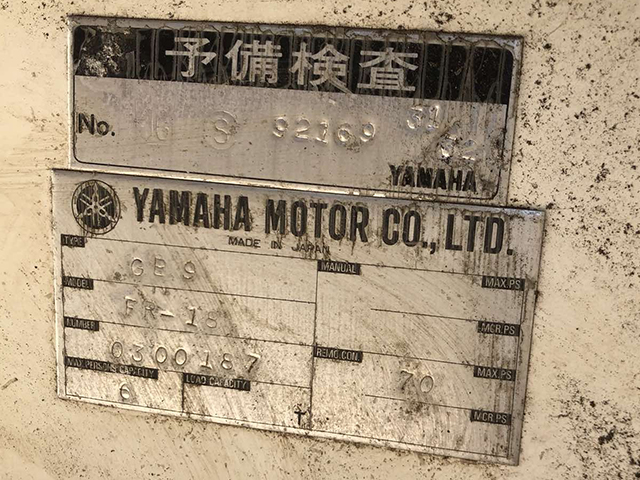 予備検査
No. 16 S 92169
YAMAHA
YAMAHA MOTOR CO., LTD.
MADE IN JAPAN
TYPE
MANUAL
MAX.PS
MODEL
FR-18
MCR.PS
NUMBER
0300187
REMO.CON.
70
MAX.PS
MAX PERSONS CAPACITY
6
LOAD CAPACITY
T
MCR.PS